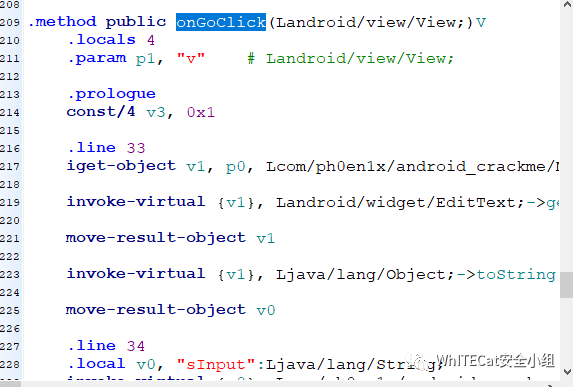 208
209 .method public onGoClick(Landroid/view/View;)V
210 .locals 4
211 .param p1, "v" # Landroid/view/View;
212
213 .prologue
214 const/4 v3, 0x1
215
216 .line 33
217 iget-object v1, p0, Lcom/ph0en1x/android_crackme/
218
219 invoke-virtual {v1}, Landroid/widget/EditText;->ge
220
221 move-result-object v1
222
223 invoke-virtual {v1}, Ljava/lang/Object;->toString
224
225 move-result-object v0
226
227 .line 34
228 .local v0, "sInput":Ljava/lang/String;
WhITECat安全小组